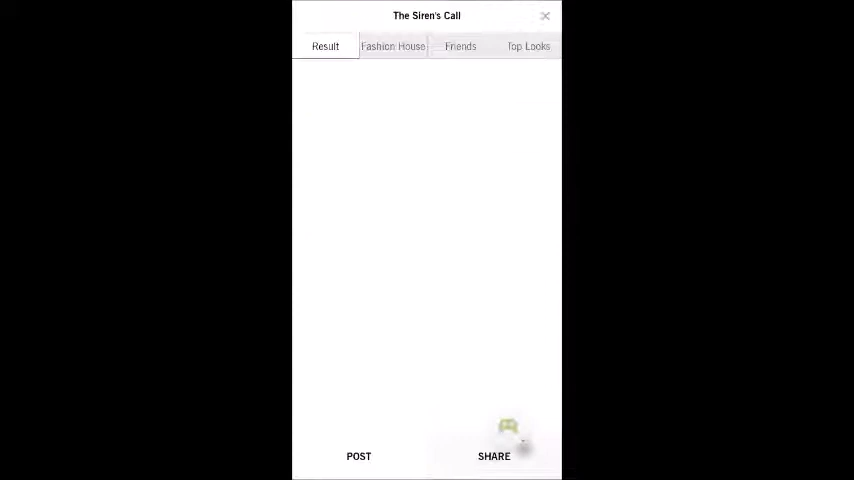 The Siren's Call
Result
Fashion House
Friends
Top Looks
POST
SHARE